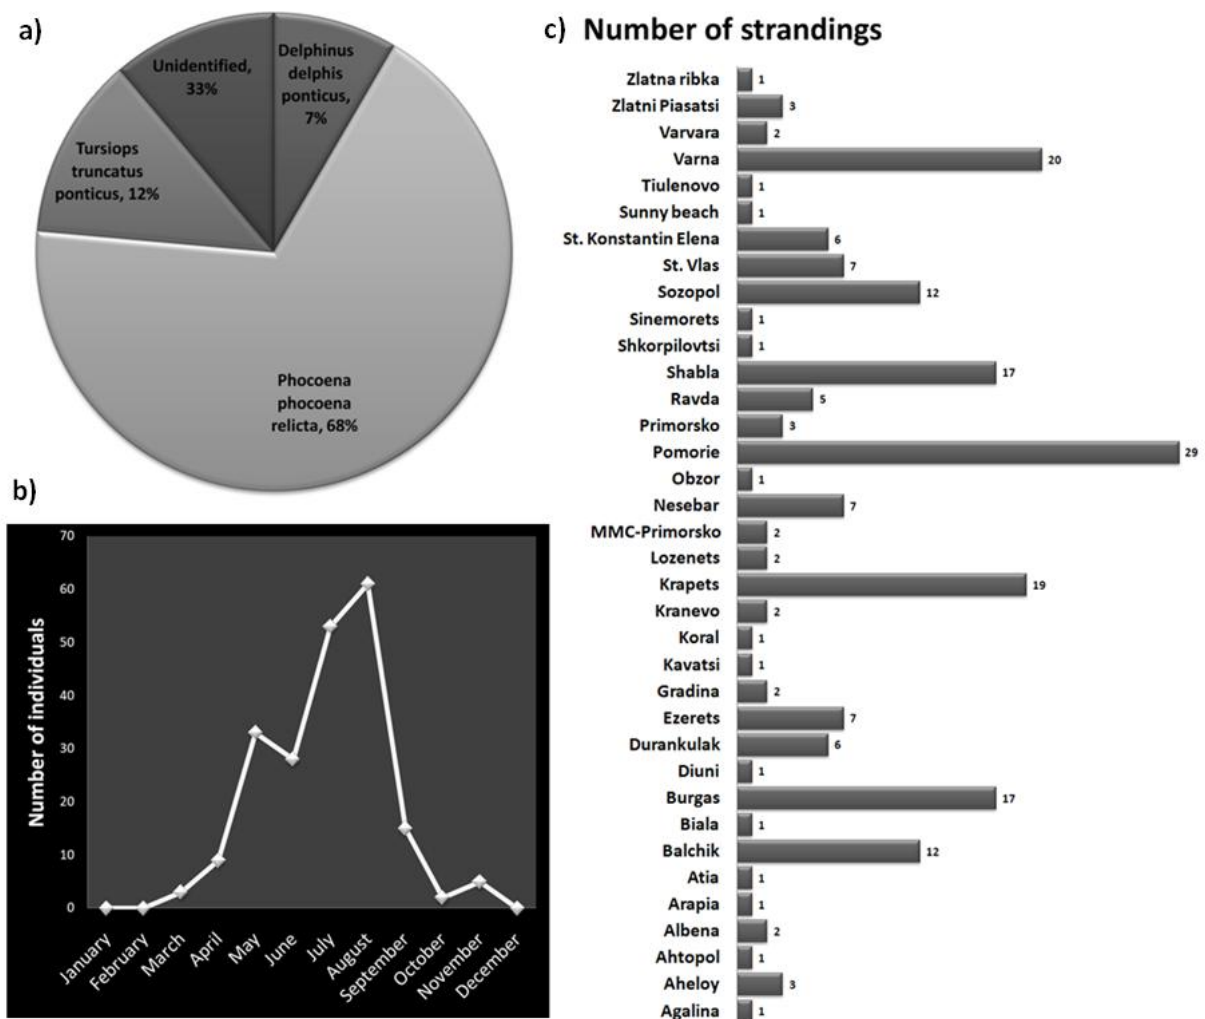 a)
Unidentified,
33%
Delphinus
delphis
ponticus,
7%
Tursiops
truncatus
ponticus, 12%
Phocoena
phocoena
relicta, 68%
b)
Number of individuals
70
60
50
40
30
20
10
0
January
February
March
April
May
June
July
August
September
October
November
December
c) Number of strandings
Zlatna ribka 1
Zlatni Piasatsi 3
Varvara 2
Varna 20
Tiulenovo 1
Sunny beach 1
St. Konstantin Elena 6
St. Vlas 7
Sozopol 12
Sinemorets 1
Shkorpilovtsi 1
Shabla 17
Ravda 5
Primorsko 3
Pomorie 29
Obzor 1
Nesebar 7
MMC-Primorsko 2
Lozenets 2
Krapets 19
Kranevo 2
Koral 1
Kavatsi 1
Gradina 2
Ezerets 7
Durankulak 6
Diuni 1
Burgas 17
Biala 1
Balchik 12
Atia 1
Arapia 1
Albena 2
Ahtopol 1
Aheloy 3
Agalina 1